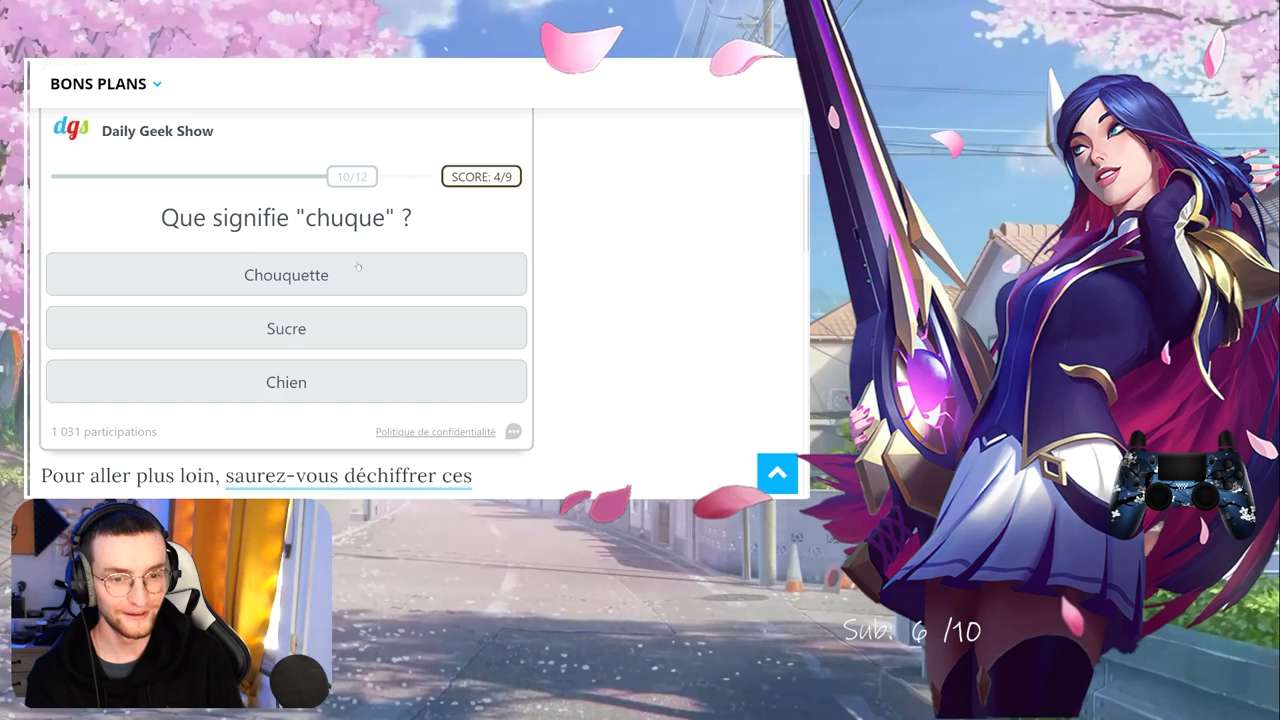 BONS PLANS
dgs Daily Geek Show
10/12
SCORE: 4/9
Que signifie "chuque" ?
Chouquette
Sucre
Chien
1 031 participations
Politique de confidentialité
Pour aller plus loin, saurez-vous déchiffrer ces
Sub: 6 /10